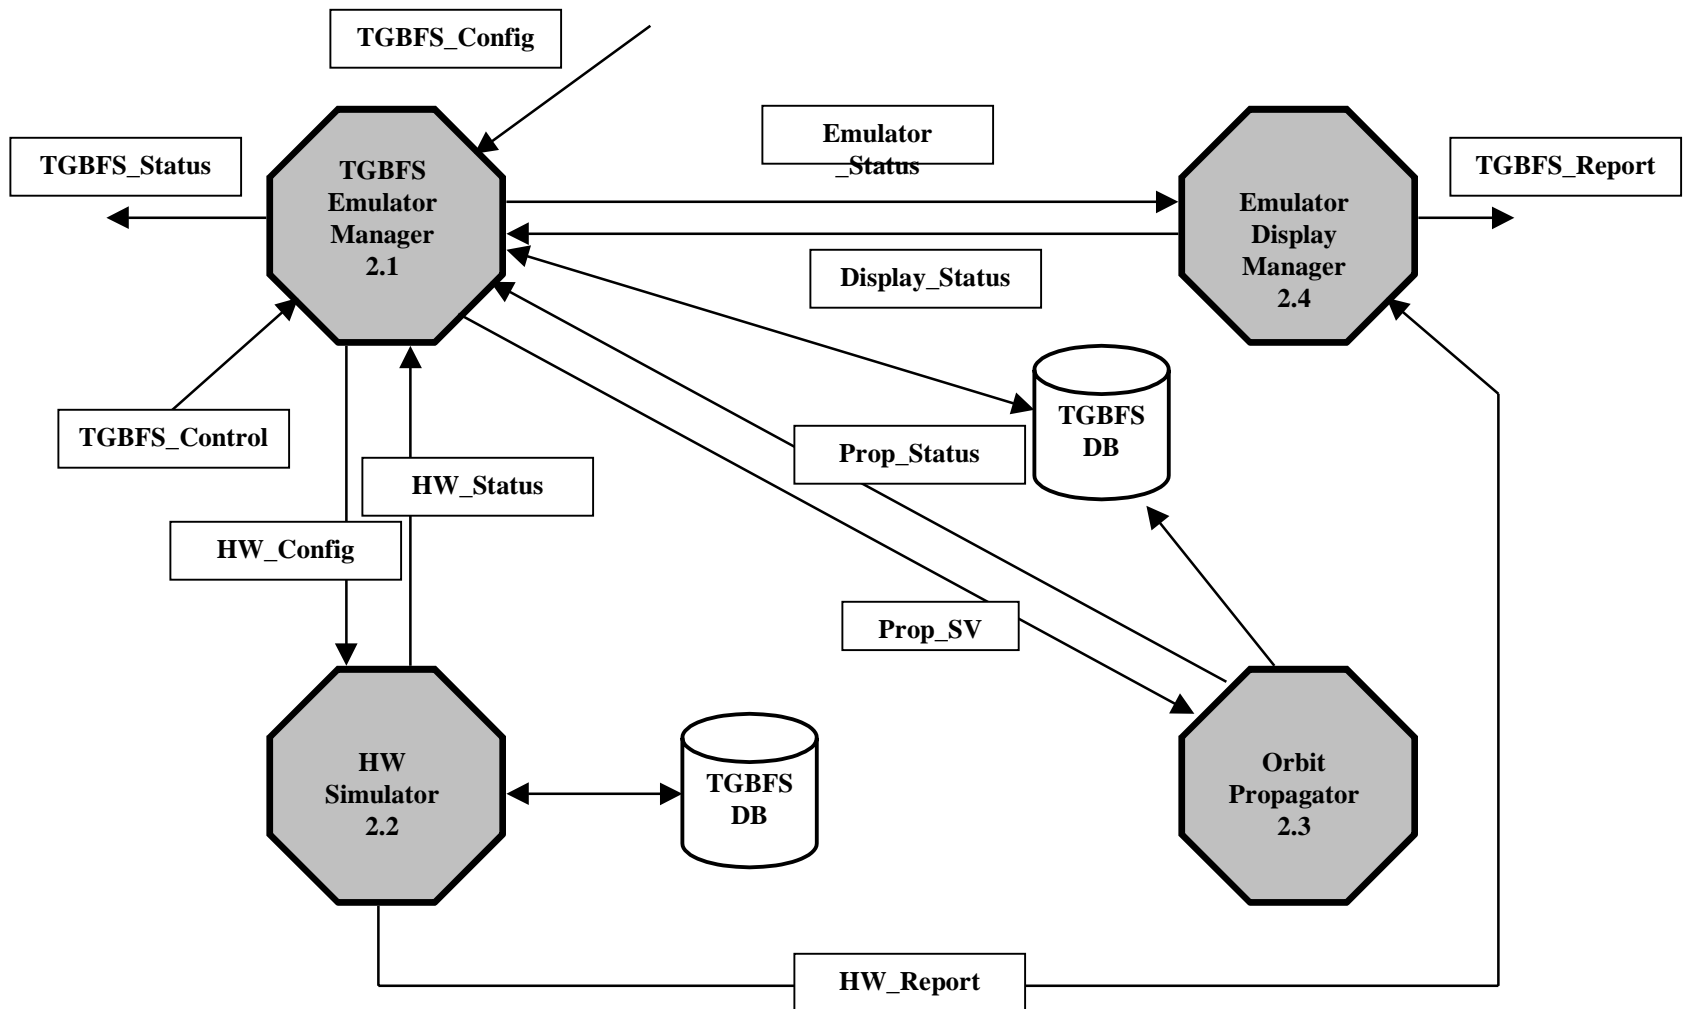 TGBFS_Config
TGBFS_Status
TGBFS
Emulator
Manager
2.1
Emulator
_Status
Emulator
Display
Manager
2.4
TGBFS_Report
Display_Status
TGBFS_Control
TGBFS
DB
Prop_Status
HW_Status
HW_Config
Prop_SV
HW
Simulator
2.2
TGBFS
DB
Orbit
Propagator
2.3
HW_Report